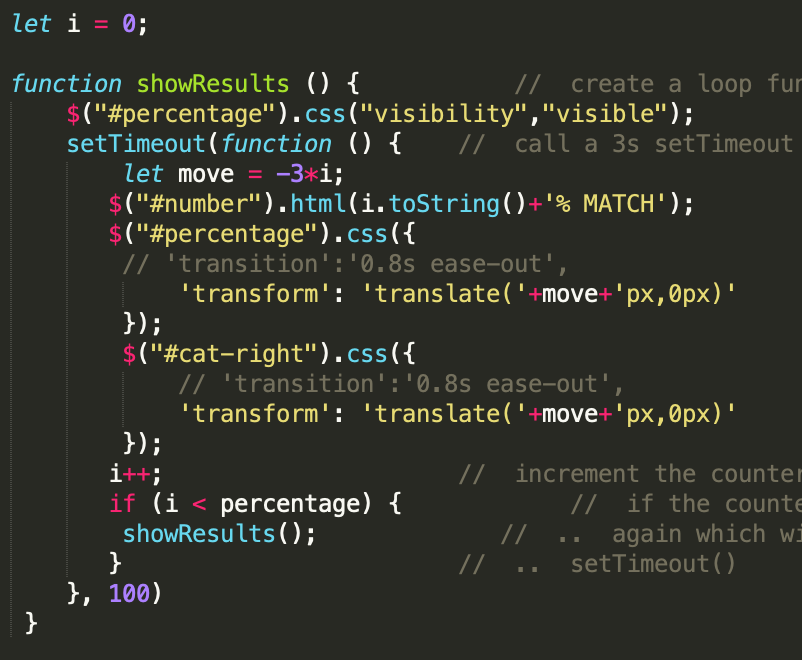 let i = 0;
function showResults () { // create a loop
$("#percentage").css("visibility","visible");
setTimeout(function () { // call a 3s setTimeout
let move = -3*i;
$("#number").html(i.toString()+'% MATCH');
$("#percentage").css({
// 'transition':'0.8s ease-out',
'transform': 'translate('+move+'px,0px)'
});
$("#cat-right").css({
// 'transition':'0.8s ease-out',
'transform': 'translate('+move+'px,0px)'
});
i++; // increment the counter
if (i < percentage) { // if the
showResults(); // .. again which
} // .. setTimeout()
}, 100)
}